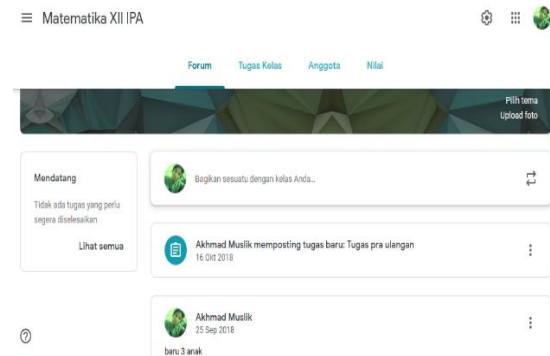 Matematika XII IPA
Forum Tugas Kelas Anggota Nilai
Pilih tema
Upload foto
Mendatang
Tidak ada tugas yang perlu
segera diselesaikan
Lihat semua
Bagikan sesuatu dengan kelas Anda...
Akhmad Muslik memposting tugas baru: Tugas pra ulangan
16 Okt 2018
Akhmad Muslik
25 Sep 2018
baru 3 anak